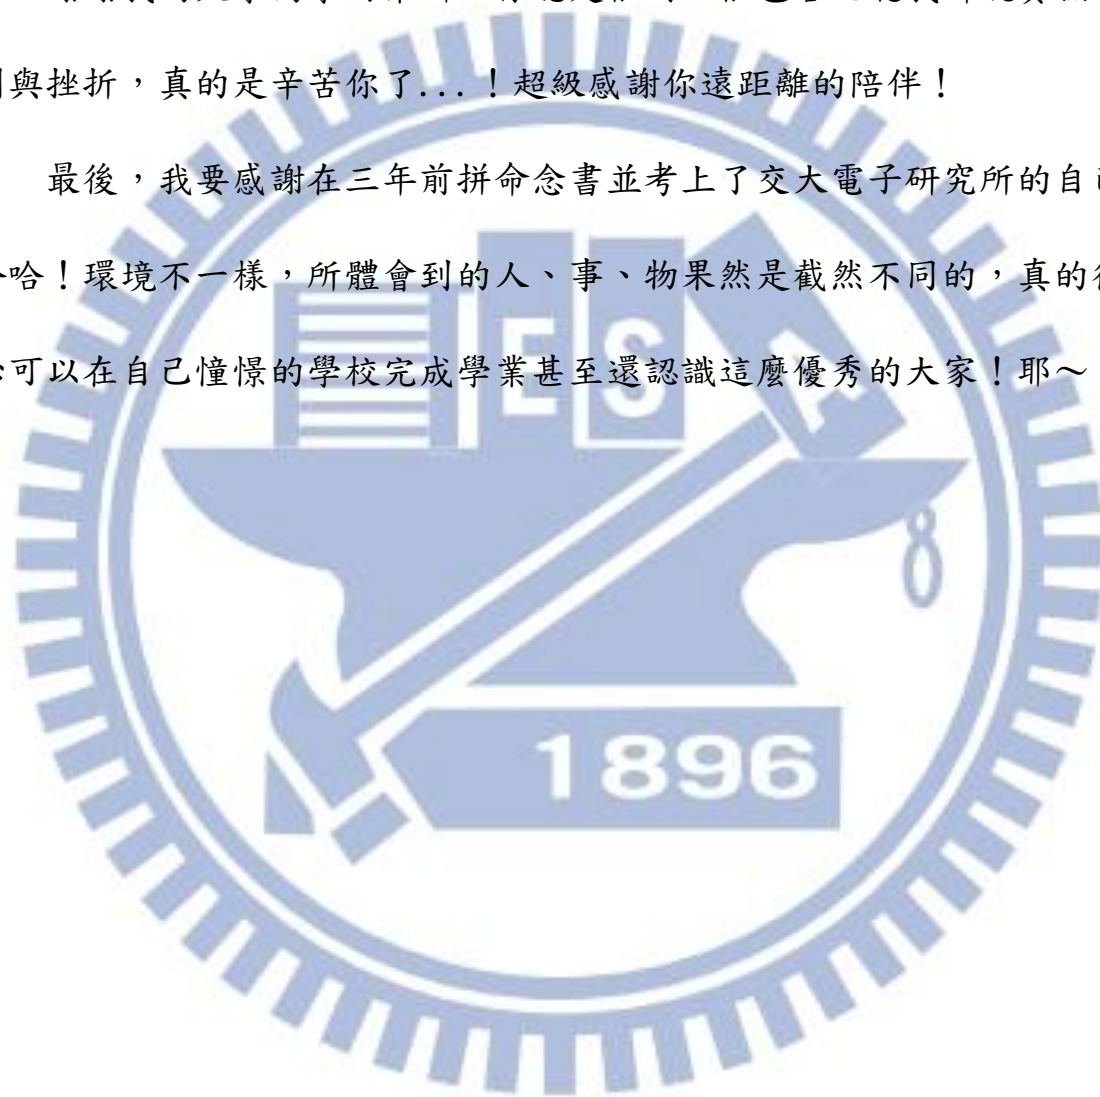 與挫折，真的是辛苦你了...！超級感謝你遠距離的陪伴！
最後，我要感謝在三年前拼命念書並考上了交大電子研究所的自
哈！環境不一樣，所體會到的人、事、物果然是截然不同的，真的
可以在自己憧憬的學校完成學業甚至還認識這麼優秀的大家！耶～
E S A
1896